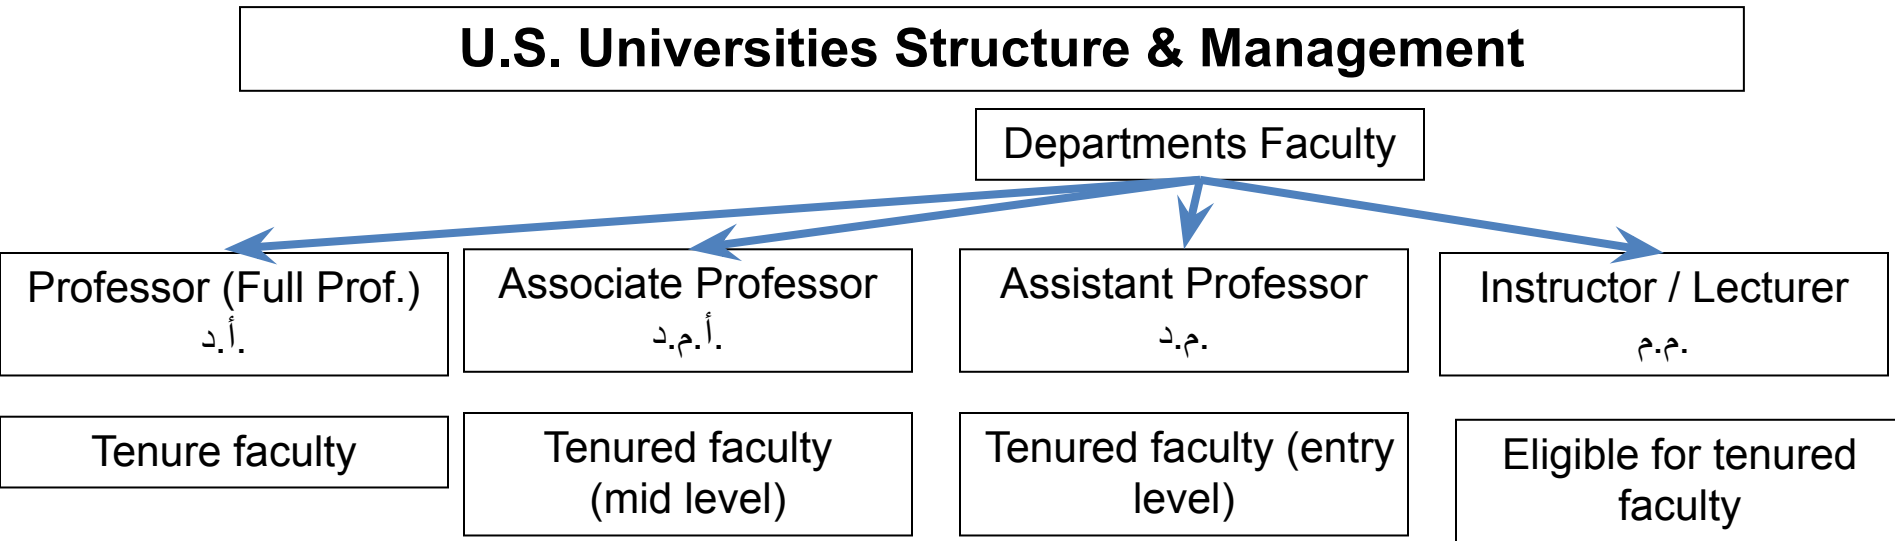 U.S. Universities Structure & Management
Departments Faculty
Professor (Full Prof.)
أ.د.
Associate Professor
أ.م.د.
Assistant Professor
م.د.
Instructor / Lecturer
م.م.
Tenure faculty
Tenured faculty
(mid level)
Tenured faculty (entry
level)
Eligible for tenured
faculty